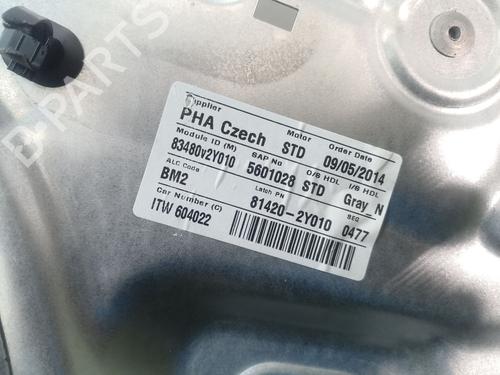 Supplier Motor Order Date
PHA Czech STD 09/05/2014
Module ID (M) SAP No O/S HDL I/S HDL
83480v2Y010 5601028 STD Gray_N
ALC Code Latch PN SEQ
BM2 81420-2Y010 0477
Car Number (C)
ITW 604022
B-PARTS